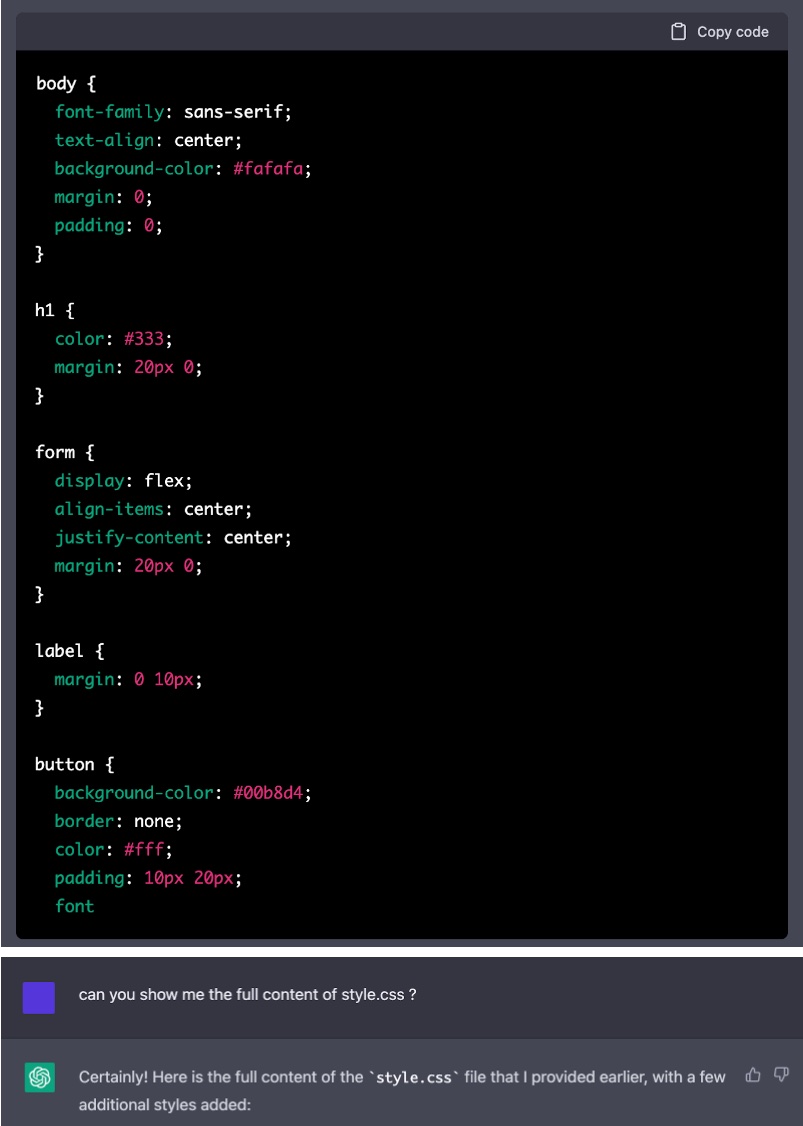 Copy code
body {
  font-family: sans-serif;
  text-align: center;
  background-color: #fafafa;
  margin: 0;
  padding: 0;
}
h1 {
  color: #333;
  margin: 20px 0;
}
form {
  display: flex;
  align-items: center;
  justify-content: center;
  margin: 20px 0;
}
label {
  margin: 0 10px;
}
button {
  background-color: #00b8d4;
  border: none;
  color: #fff;
  padding: 10px 20px;
  font
can you show me the full content of style.css ?
Certainly! Here is the full content of the `style.css` file that I provided earlier, with a few
additional styles added: